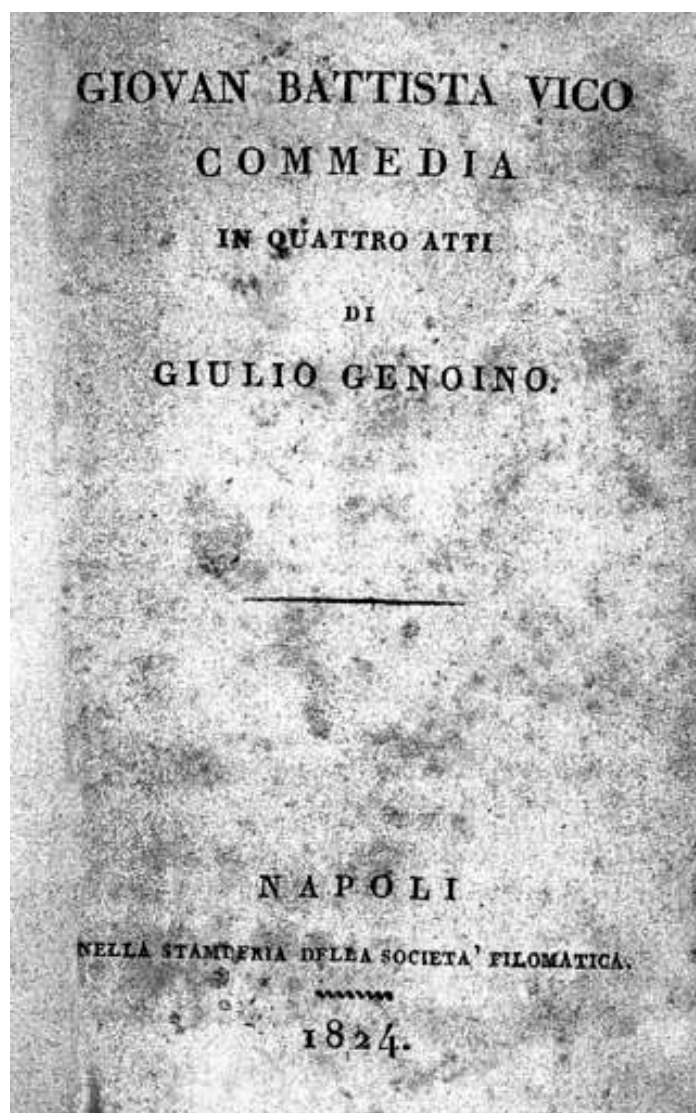 GIOVAN BATTISTA VICO
COMMEDIA
IN QUATTRO ATTI
DI
GIULIO GENOINO.
NAPOLI
NELLA STAMPERIA DELLA SOCIETA' FILOMATICA.
1824.